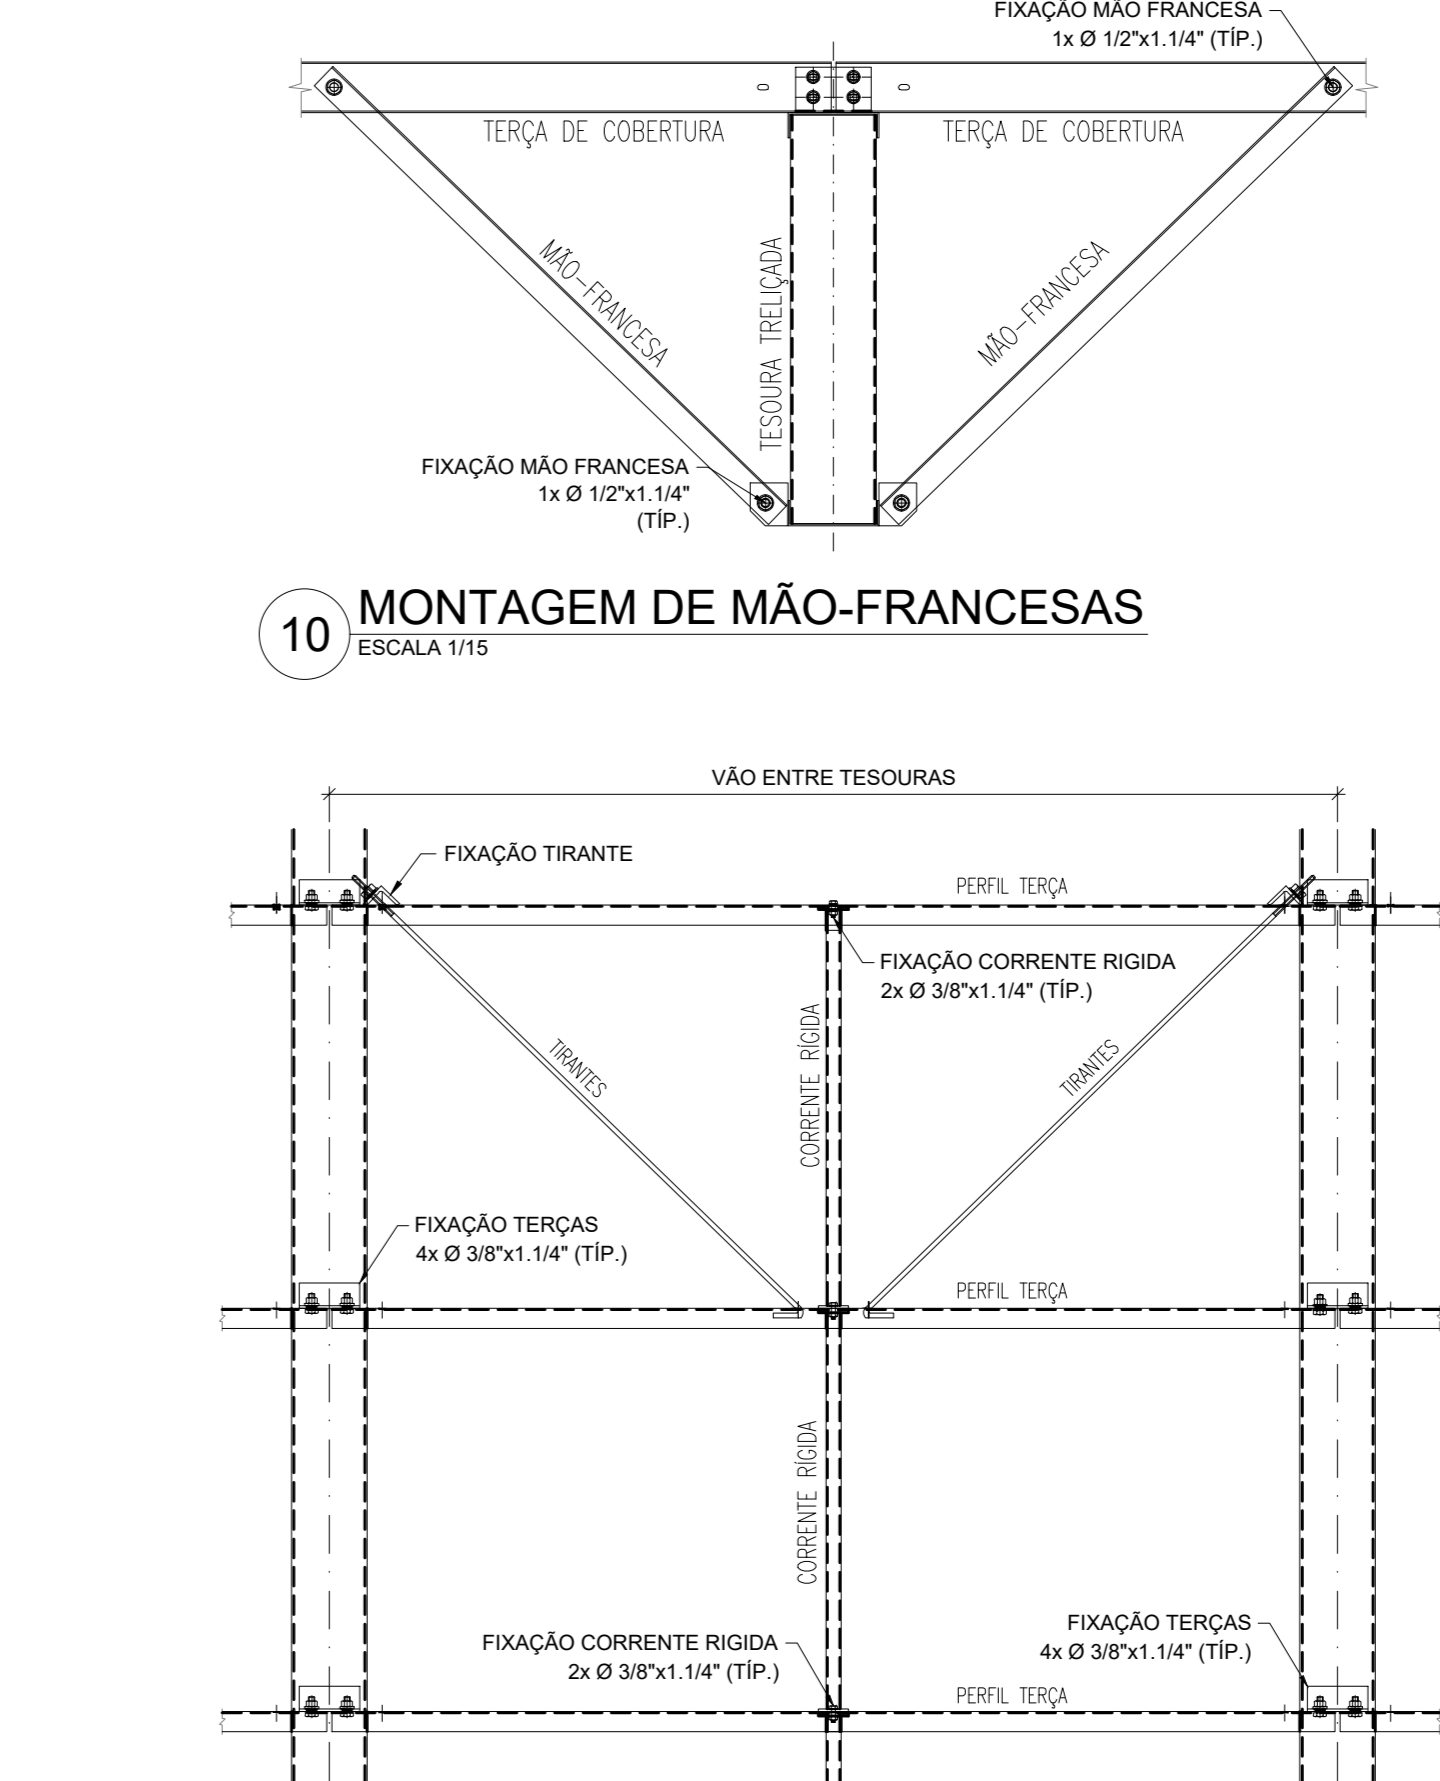 FIXAÇÃO MÃO FRANCESA
1x Ø 1/2"x1.1/4" (TÍP.)
TERÇA DE COBERTURA
TERÇA DE COBERTURA
MÃO-FRANCESA
TESOURA TRELIÇADA
MÃO-FRANCESA
FIXAÇÃO MÃO FRANCESA
1x Ø 1/2"x1.1/4"
(TÍP.)
10
MONTAGEM DE MÃO-FRANCESAS
ESCALA 1/15
VÃO ENTRE TESOURAS
FIXAÇÃO TIRANTE
PERFIL TERÇA
FIXAÇÃO CORRENTE RIGIDA
2x Ø 3/8"x1.1/4" (TÍP.)
TIRANTES
CORRENTE RÍGIDA
TIRANTES
FIXAÇÃO TERÇAS
4x Ø 3/8"x1.1/4" (TÍP.)
PERFIL TERÇA
CORRENTE RÍGIDA
FIXAÇÃO CORRENTE RIGIDA
2x Ø 3/8"x1.1/4" (TÍP.)
FIXAÇÃO TERÇAS
4x Ø 3/8"x1.1/4" (TÍP.)
PERFIL TERÇA